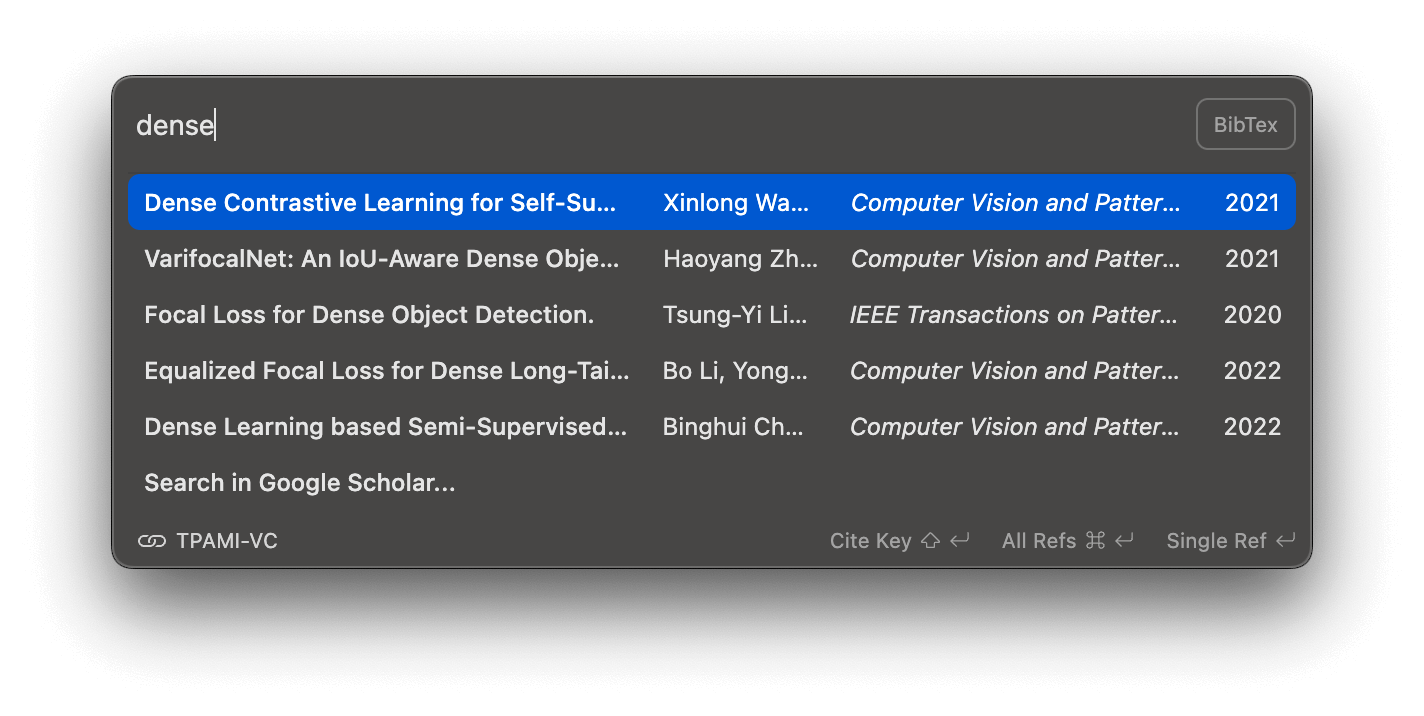 dense BibTex
Dense Contrastive Learning for Self-Su... Xinlong Wa... Computer Vision and Patter... 2021
VarifocalNet: An IoU-Aware Dense Obje... Haoyang Zh... Computer Vision and Patter... 2021
Focal Loss for Dense Object Detection. Tsung-Yi Li... IEEE Transactions on Patter... 2020
Equalized Focal Loss for Dense Long-Tai... Bo Li, Yong... Computer Vision and Patter... 2022
Dense Learning based Semi-Supervised... Binghui Ch... Computer Vision and Patter... 2022
Search in Google Scholar...
TPAMI-VC Cite Key ⇧ ↩ All Refs ⌘ ↩ Single Ref ↩